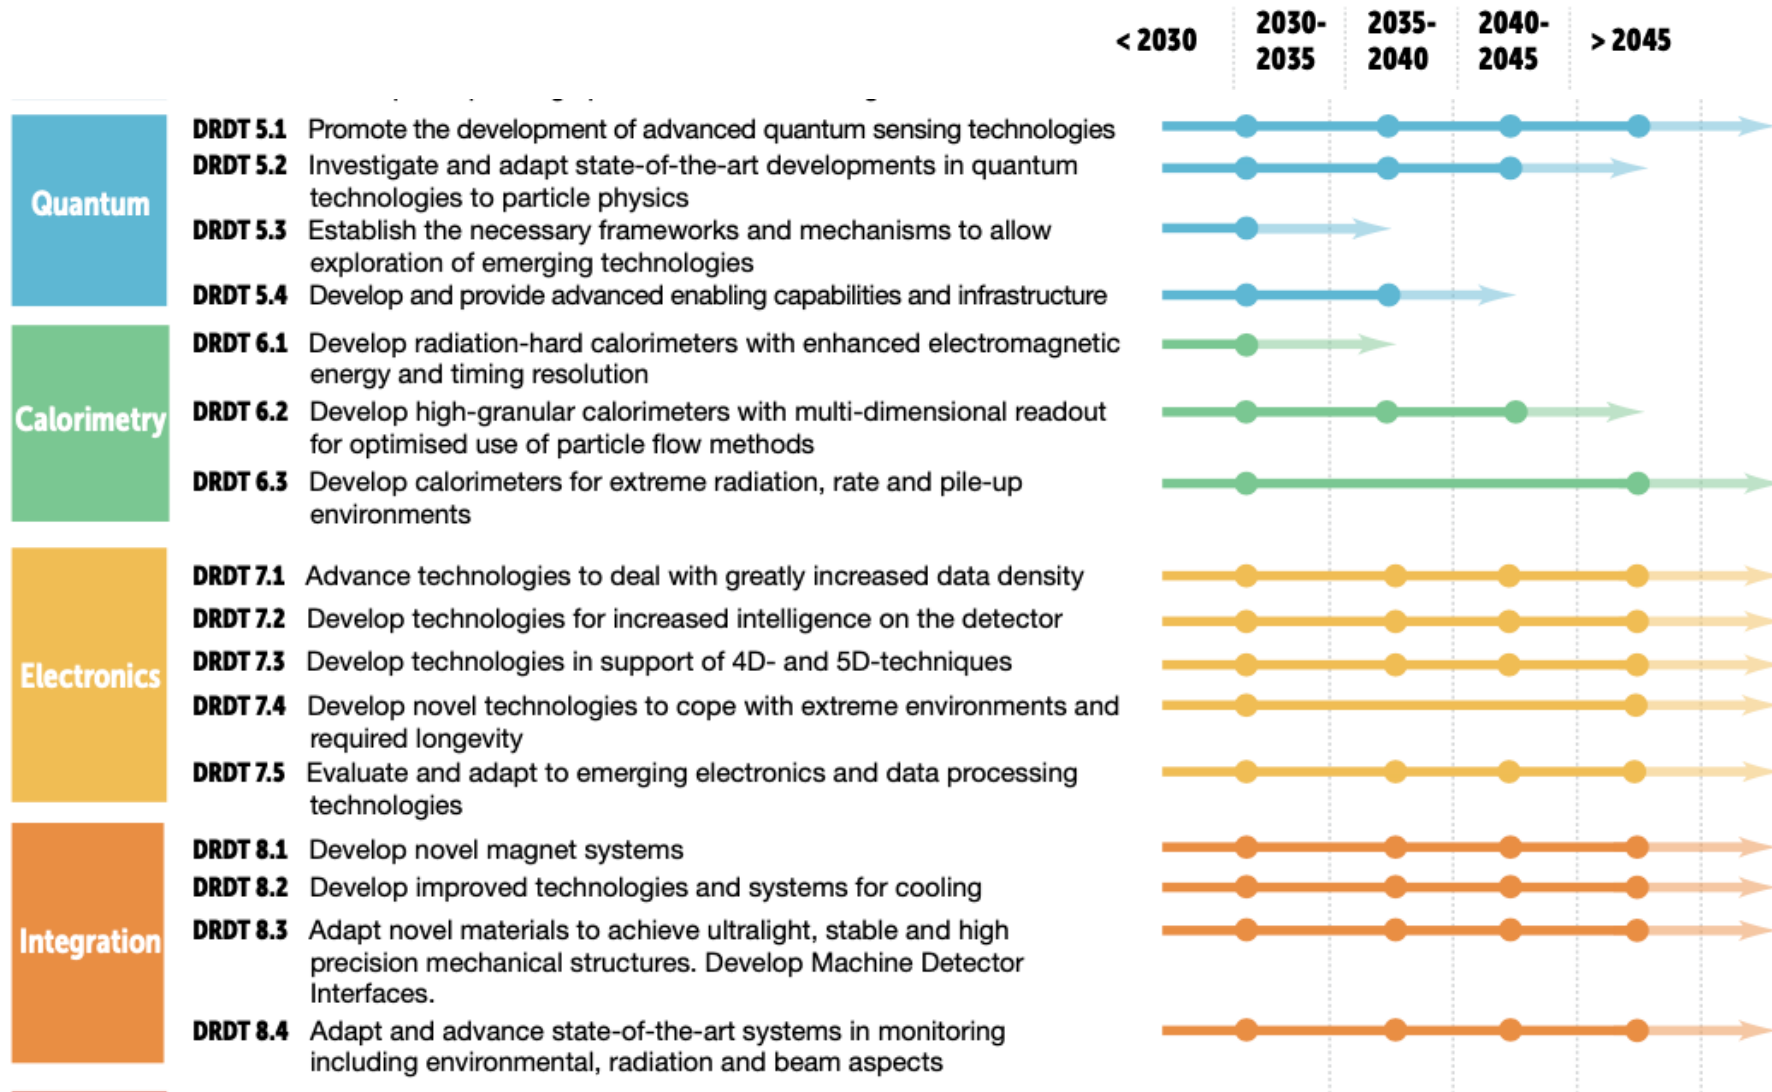 < 2030
2030-
2035
2035-
2040
2040-
2045
> 2045
Quantum
DRDT 5.1 Promote the development of advanced quantum sensing technologies
DRDT 5.2 Investigate and adapt state-of-the-art developments in quantum
technologies to particle physics
DRDT 5.3 Establish the necessary frameworks and mechanisms to allow
exploration of emerging technologies
DRDT 5.4 Develop and provide advanced enabling capabilities and infrastructure
Calorimetry
DRDT 6.1 Develop radiation-hard calorimeters with enhanced electromagnetic
energy and timing resolution
DRDT 6.2 Develop high-granular calorimeters with multi-dimensional readout
for optimised use of particle flow methods
DRDT 6.3 Develop calorimeters for extreme radiation, rate and pile-up
environments
Electronics
DRDT 7.1 Advance technologies to deal with greatly increased data density
DRDT 7.2 Develop technologies for increased intelligence on the detector
DRDT 7.3 Develop technologies in support of 4D- and 5D-techniques
DRDT 7.4 Develop novel technologies to cope with extreme environments and
required longevity
DRDT 7.5 Evaluate and adapt to emerging electronics and data processing
technologies
Integration
DRDT 8.1 Develop novel magnet systems
DRDT 8.2 Develop improved technologies and systems for cooling
DRDT 8.3 Adapt novel materials to achieve ultralight, stable and high
precision mechanical structures. Develop Machine Detector
Interfaces.
DRDT 8.4 Adapt and advance state-of-the-art systems in monitoring
including environmental, radiation and beam aspects